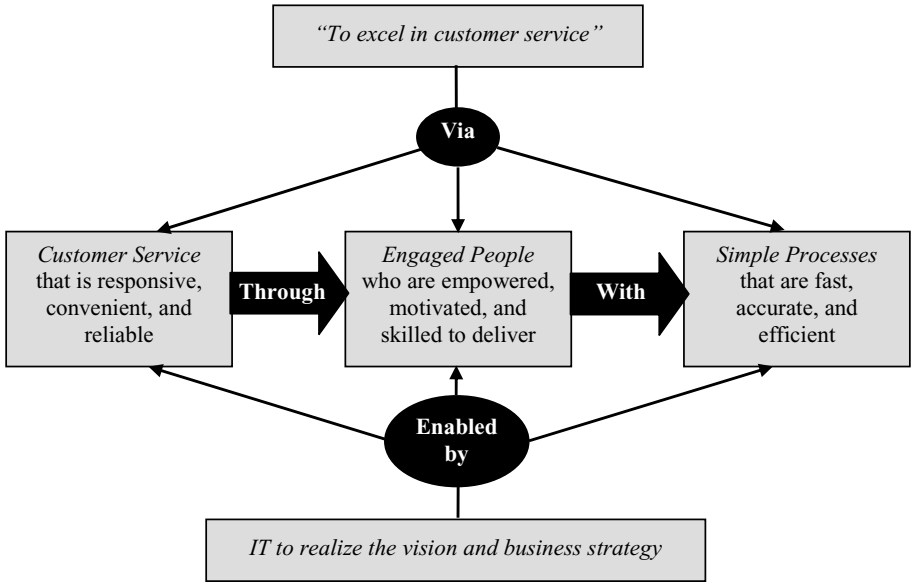 “To excel in customer service”
Via
Customer Service
that is responsive,
convenient, and
reliable
Through
Engaged People
who are empowered,
motivated, and
skilled to deliver
With
Simple Processes
that are fast,
accurate, and
efficient
Enabled
by
IT to realize the vision and business strategy